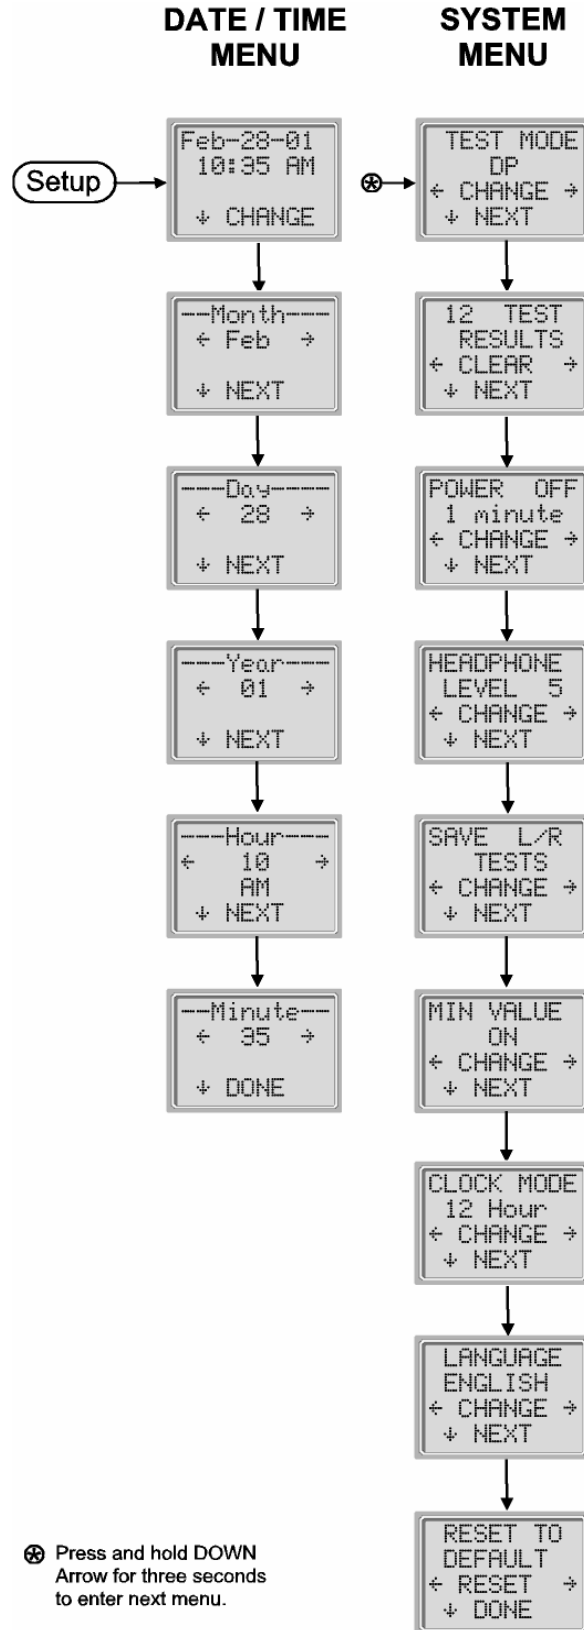 DATE / TIME
MENU
Setup
Feb-28-01
10:35 AM
↓ CHANGE
--Month---
← Feb →
↓ NEXT
---Day----
← 28 →
↓ NEXT
---Year---
← 01 →
↓ NEXT
---Hour---
← 10 →
AM
↓ NEXT
--Minute--
← 35 →
↓ DONE
SYSTEM
MENU
⊛
TEST MODE
DP
← CHANGE →
↓ NEXT
12 TEST
RESULTS
← CLEAR →
↓ NEXT
POWER OFF
1 minute
← CHANGE →
↓ NEXT
HEADPHONE
LEVEL 5
← CHANGE →
↓ NEXT
SAVE L/R
TESTS
← CHANGE →
↓ NEXT
MIN VALUE
ON
← CHANGE →
↓ NEXT
CLOCK MODE
12 Hour
← CHANGE →
↓ NEXT
LANGUAGE
ENGLISH
← CHANGE →
↓ NEXT
RESET TO
DEFAULT
← RESET →
↓ DONE
⊛ Press and hold DOWN
Arrow for three seconds
to enter next menu.